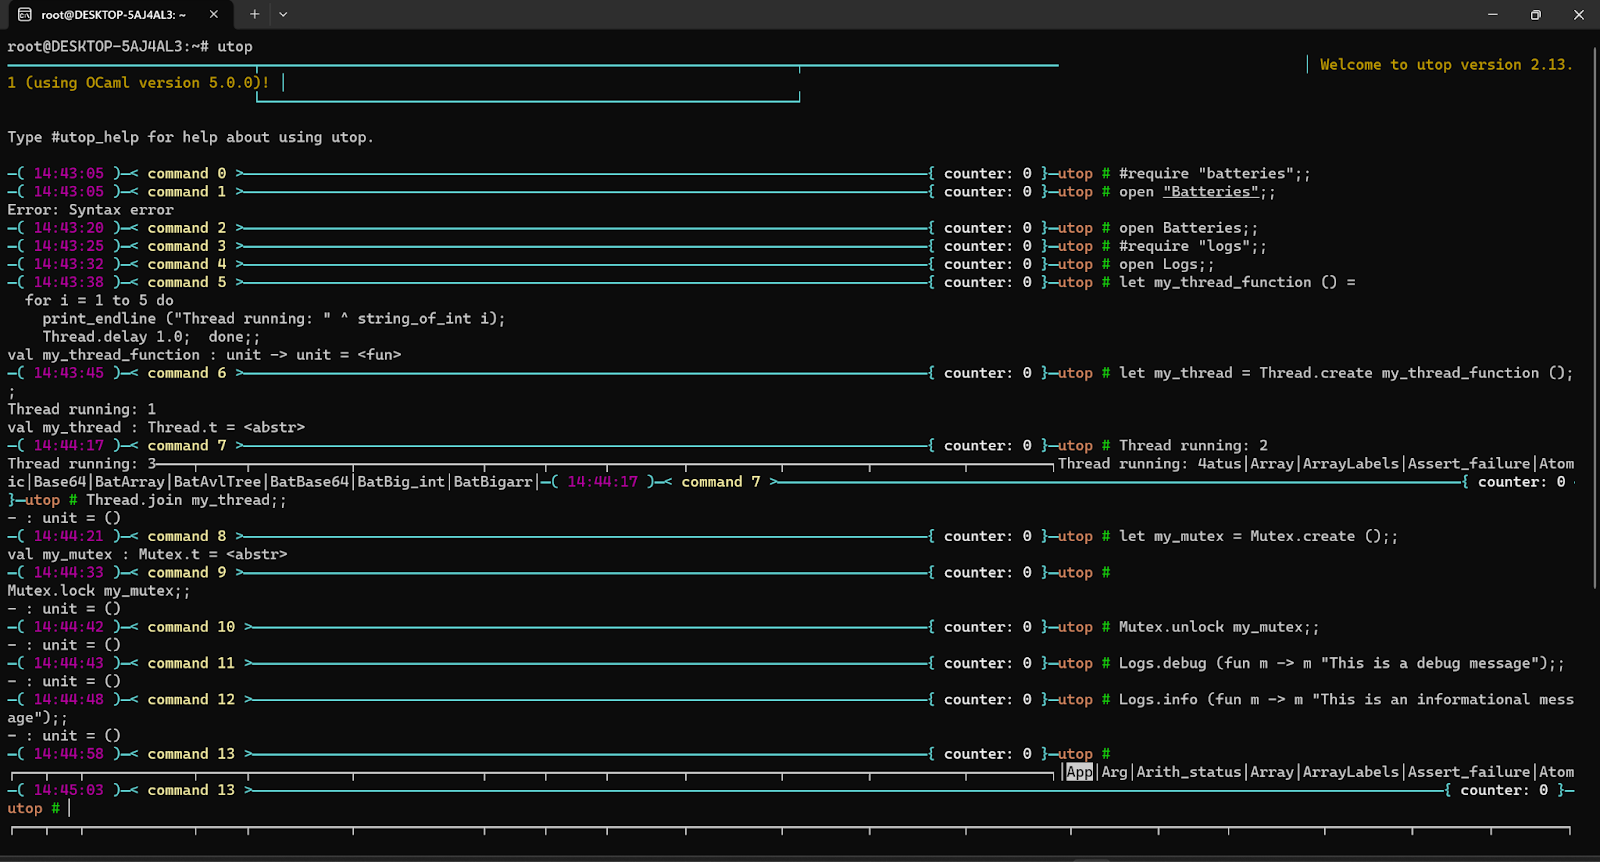 root@DESKTOP-5AJ4AL3: ~
root@DESKTOP-5AJ4AL3:~# utop
Welcome to utop version 2.13.
1 (using OCaml version 5.0.0)!
Type #utop_help for help about using utop.
─( 14:43:05 )─< command 0 >──{ counter: 0 }─utop # #require "batteries";;
─( 14:43:05 )─< command 1 >──{ counter: 0 }─utop # open "Batteries";;
Error: Syntax error
─( 14:43:20 )─< command 2 >──{ counter: 0 }─utop # open Batteries;;
─( 14:43:25 )─< command 3 >──{ counter: 0 }─utop # #require "logs";;
─( 14:43:32 )─< command 4 >──{ counter: 0 }─utop # open Logs;;
─( 14:43:38 )─< command 5 >──{ counter: 0 }─utop # let my_thread_function () =
  for i = 1 to 5 do
    print_endline ("Thread running: " ^ string_of_int i);
    Thread.delay 1.0;  done;;
val my_thread_function : unit -> unit = <fun>
─( 14:43:45 )─< command 6 >──{ counter: 0 }─utop # let my_thread = Thread.create my_thread_function ();
;
Thread running: 1
val my_thread : Thread.t = <abstr>
─( 14:44:17 )─< command 7 >──{ counter: 0 }─utop # Thread running: 2
Thread running: 3 Thread running: 4atus|Array|ArrayLabels|Assert_failure|Atom
ic|Base64|BatArray|BatAvlTree|BatBase64|BatBig_int|BatBigarr|─( 14:44:17 )─< command 7 >──{ counter: 0
}─utop # Thread.join my_thread;;
- : unit = ()
─( 14:44:21 )─< command 8 >──{ counter: 0 }─utop # let my_mutex = Mutex.create ();;
val my_mutex : Mutex.t = <abstr>
─( 14:44:33 )─< command 9 >──{ counter: 0 }─utop #
Mutex.lock my_mutex;;
- : unit = ()
─( 14:44:42 )─< command 10 >──{ counter: 0 }─utop # Mutex.unlock my_mutex;;
- : unit = ()
─( 14:44:43 )─< command 11 >──{ counter: 0 }─utop # Logs.debug (fun m -> m "This is a debug message");;
- : unit = ()
─( 14:44:48 )─< command 12 >──{ counter: 0 }─utop # Logs.info (fun m -> m "This is an informational mess
age");;
- : unit = ()
─( 14:44:58 )─< command 13 >──{ counter: 0 }─utop #
|App|Arg|Arith_status|Array|ArrayLabels|Assert_failure|Atom
─( 14:45:03 )─< command 13 >──{ counter: 0 }─
utop #